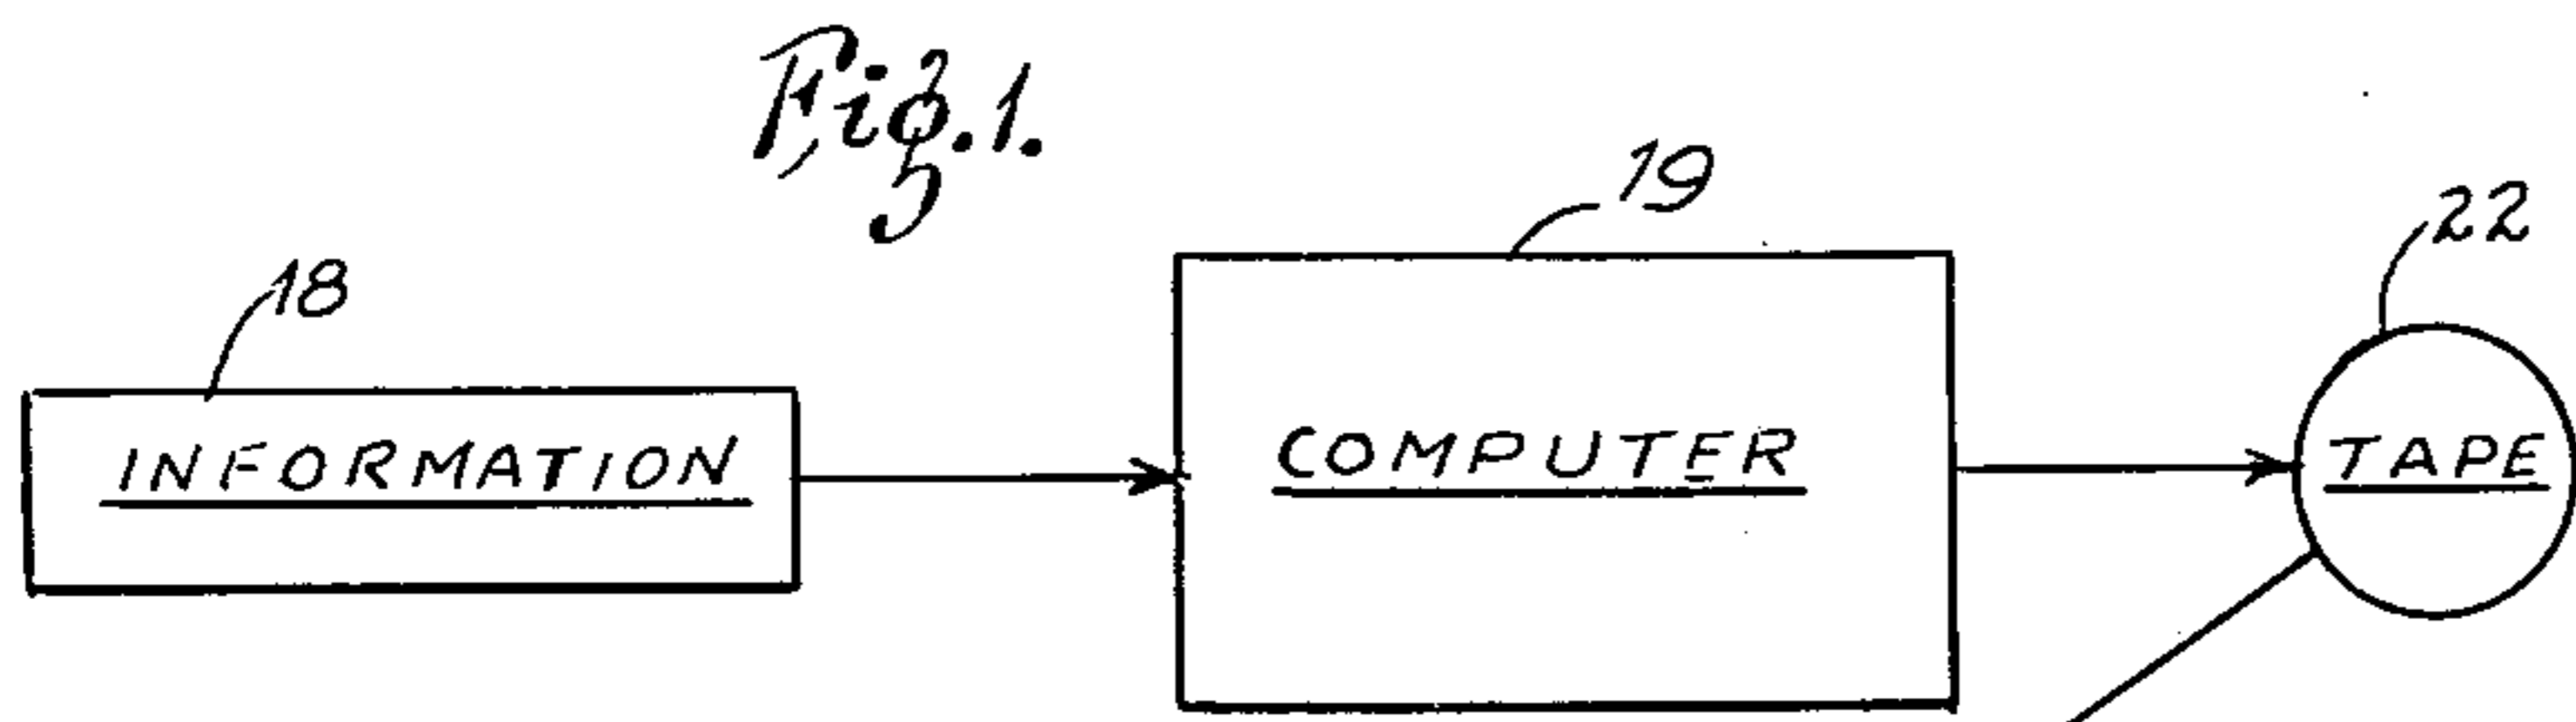 Fig. 1.
19
22
18
INFORMATION
COMPUTER
TAPE